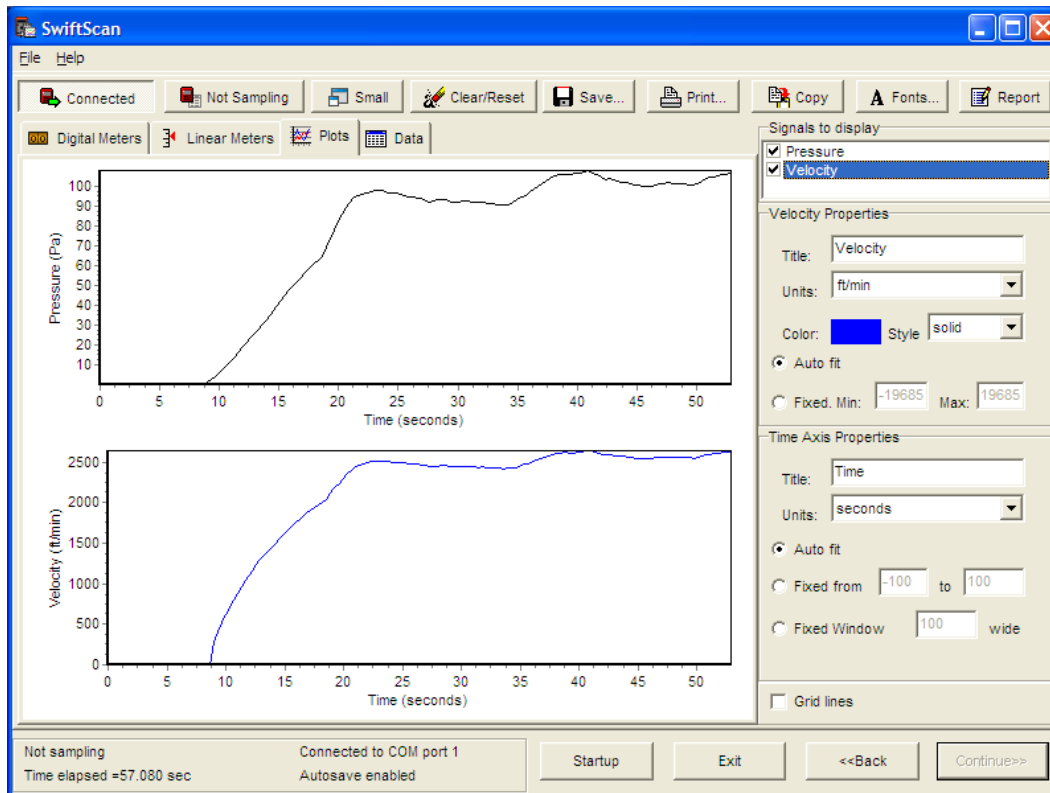 SwiftScan
File Help
Connected Not Sampling Small Clear/Reset Save... Print... Copy Fonts... Report
Digital Meters Linear Meters Plots Data
Signals to display
Pressure
Velocity
Pressure (Pa)
100
90
80
70
60
50
40
30
20
10
0 5 10 15 20 25 30 35 40 45 50
Time (seconds)
Velocity (ft/min)
2500
2000
1500
1000
500
0
0 5 10 15 20 25 30 35 40 45 50
Time (seconds)
Velocity Properties
Title: Velocity
Units: ft/min
Color: Style solid
Auto fit
Fixed. Min: -19685 Max: 19685
Time Axis Properties
Title: Time
Units: seconds
Auto fit
Fixed from -100 to 100
Fixed Window 100 wide
Grid lines
Not sampling Connected to COM port 1
Time elapsed =57.080 sec Autosave enabled
Startup Exit <<Back Continue>>